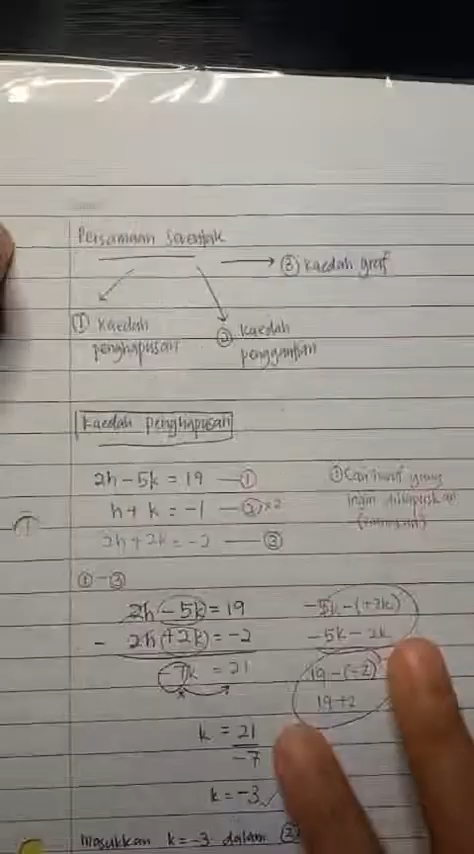 Persamaan Serentak
③ kaedah graf
① kaedah
penghapusan
② kaedah
penggantian
kaedah penghapusan
2h - 5k = 19 — ①
h + k = -1 — ② ×2
2h + 2k = -2 — ③
① yang
ingin dihapuskan
① - ③
2h - 5k = 19
- 2h (+2k) = -2
-7k = 21
-5k - (+2k)
-5k - 2k
19 - (-2)
19 + 2
k = 21
-7
k = -3 ✓
masukkan k = -3 dalam ②